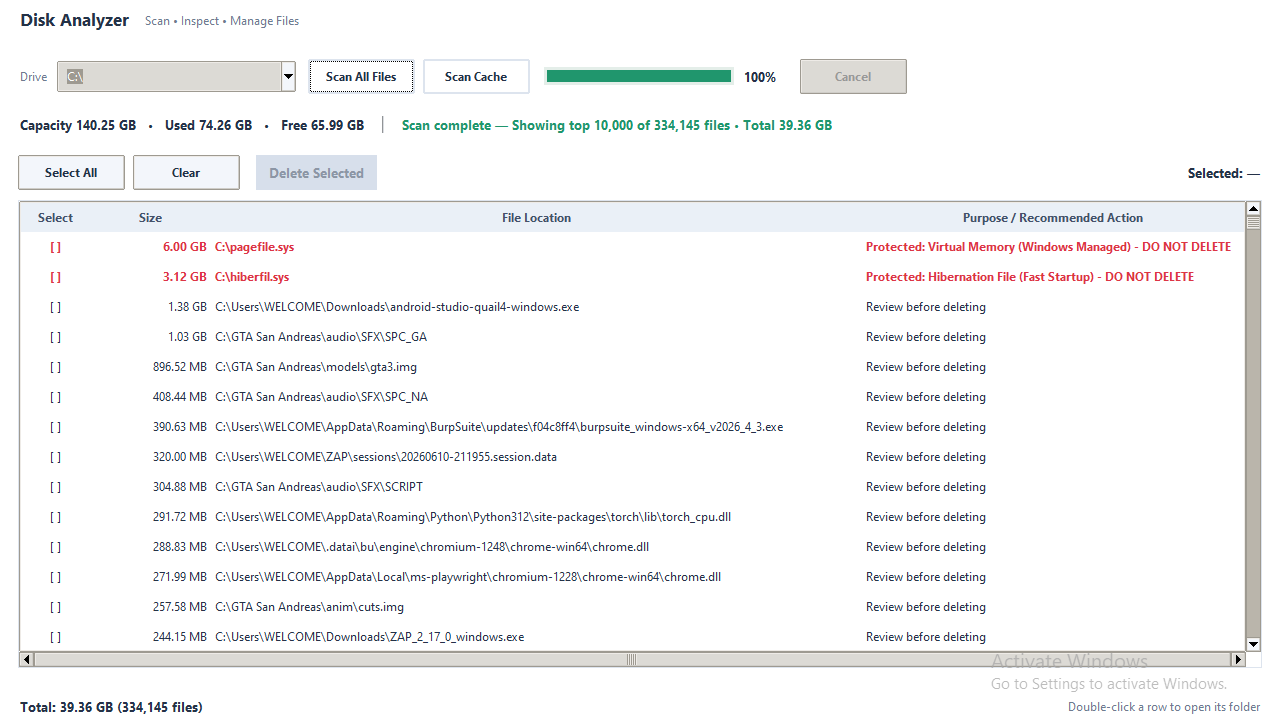 Disk Analyzer Scan • Inspect • Manage Files
Drive C:\ Scan All Files Scan Cache 100% Cancel
Capacity 140.25 GB • Used 74.26 GB • Free 65.99 GB | Scan complete — Showing top 10,000 of 334,145 files • Total 39.36 GB
Select All Clear Delete Selected Selected: —
Select Size File Location Purpose / Recommended Action
[ ] 6.00 GB C:\pagefile.sys Protected: Virtual Memory (Windows Managed) - DO NOT DELETE
[ ] 3.12 GB C:\hiberfil.sys Protected: Hibernation File (Fast Startup) - DO NOT DELETE
[ ] 1.38 GB C:\Users\WELCOME\Downloads\android-studio-quail4-windows.exe Review before deleting
[ ] 1.03 GB C:\GTA San Andreas\audio\SFX\SPC_GA Review before deleting
[ ] 896.52 MB C:\GTA San Andreas\models\gta3.img Review before deleting
[ ] 408.44 MB C:\GTA San Andreas\audio\SFX\SPC_NA Review before deleting
[ ] 390.63 MB C:\Users\WELCOME\AppData\Roaming\BurpSuite\updates\f04c8ff4\burpsuite_windows-x64_v2026_4_3.exe Review before deleting
[ ] 320.00 MB C:\Users\WELCOME\ZAP\sessions\20260610-211955.session.data Review before deleting
[ ] 304.88 MB C:\GTA San Andreas\audio\SFX\SCRIPT Review before deleting
[ ] 291.72 MB C:\Users\WELCOME\AppData\Roaming\Python\Python312\site-packages\torch\lib\torch_cpu.dll Review before deleting
[ ] 288.83 MB C:\Users\WELCOME\.datai\bu\engine\chromium-1248\chrome-win64\chrome.dll Review before deleting
[ ] 271.99 MB C:\Users\WELCOME\AppData\Local\ms-playwright\chromium-1228\chrome-win64\chrome.dll Review before deleting
[ ] 257.58 MB C:\GTA San Andreas\anim\cuts.img Review before deleting
[ ] 244.15 MB C:\Users\WELCOME\Downloads\ZAP_2_17_0_windows.exe Review before deleting
Activate Windows
Go to Settings to activate Windows.
Total: 39.36 GB (334,145 files) Double-click a row to open its folder